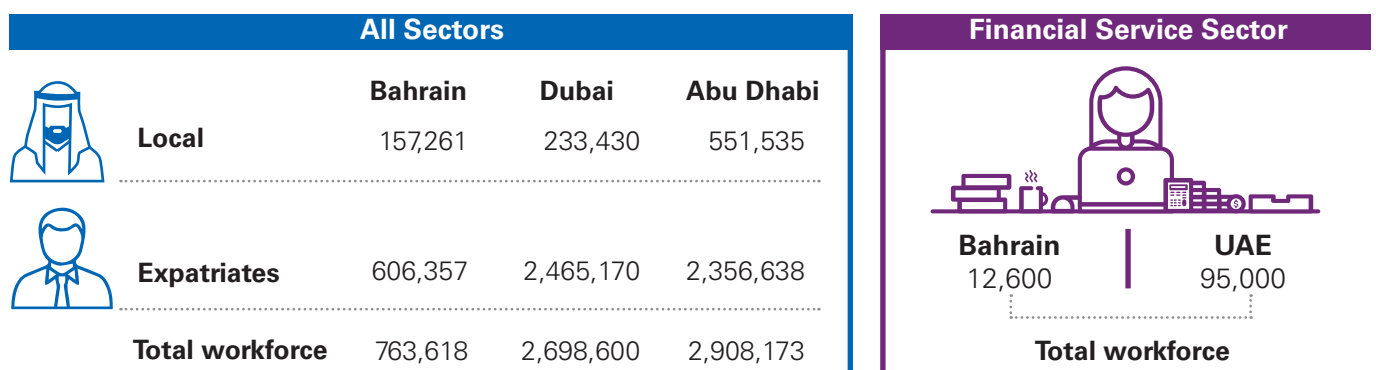 All Sectors
Bahrain Dubai Abu Dhabi
Local 157,261 233,430 551,535
Expatriates 606,357 2,465,170 2,356,638
Total workforce 763,618 2,698,600 2,908,173
Financial Service Sector
$
Bahrain UAE
12,600 95,000
Total workforce